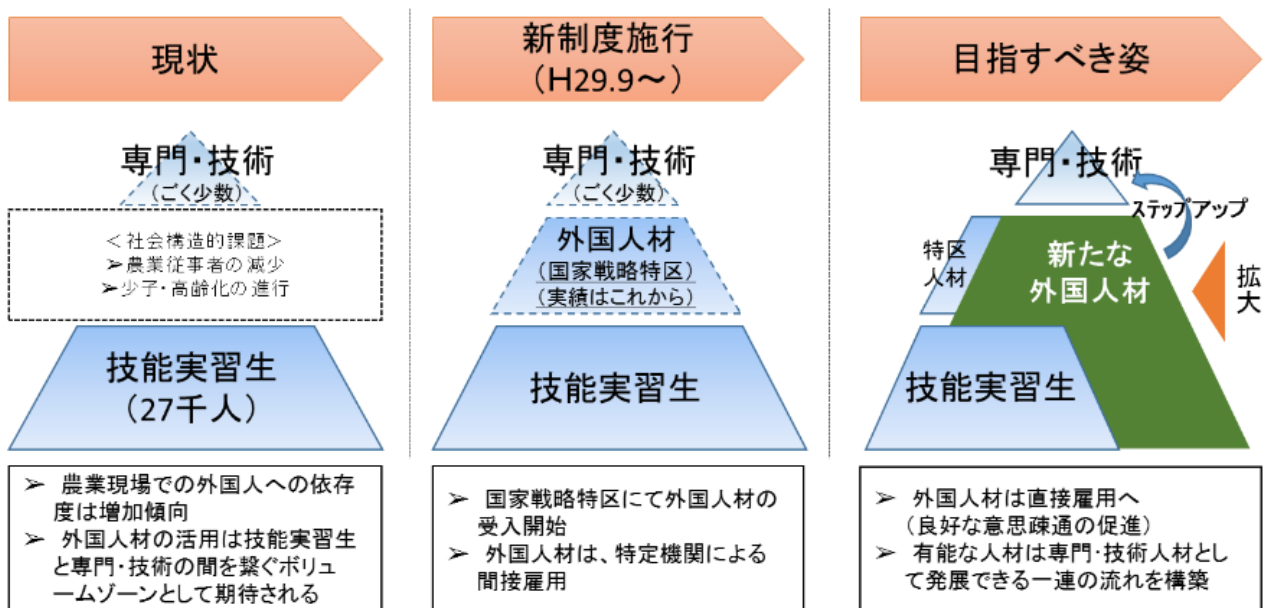 現状
専門・技術
(ごく少数)
＜社会構造的課題＞
➢農業従事者の減少
➢少子・高齢化の進行
技能実習生
(27千人)
➢ 農業現場での外国人への依存
度は増加傾向
➢ 外国人材の活用は技能実習生
と専門・技術の間を繋ぐボリュ
ームゾーンとして期待される
新制度施行
(H29.9～)
専門・技術
(ごく少数)
外国人材
(国家戦略特区)
(実績はこれから)
技能実習生
➢ 国家戦略特区にて外国人材の
受入開始
➢ 外国人材は、特定機関による
間接雇用
目指すべき姿
専門・技術
ステップアップ
特区
人材
新たな
外国人材
拡大
技能実習生
➢ 外国人材は直接雇用へ
(良好な意思疎通の促進)
➢ 有能な人材は専門・技術人材とし
て発展できる一連の流れを構築